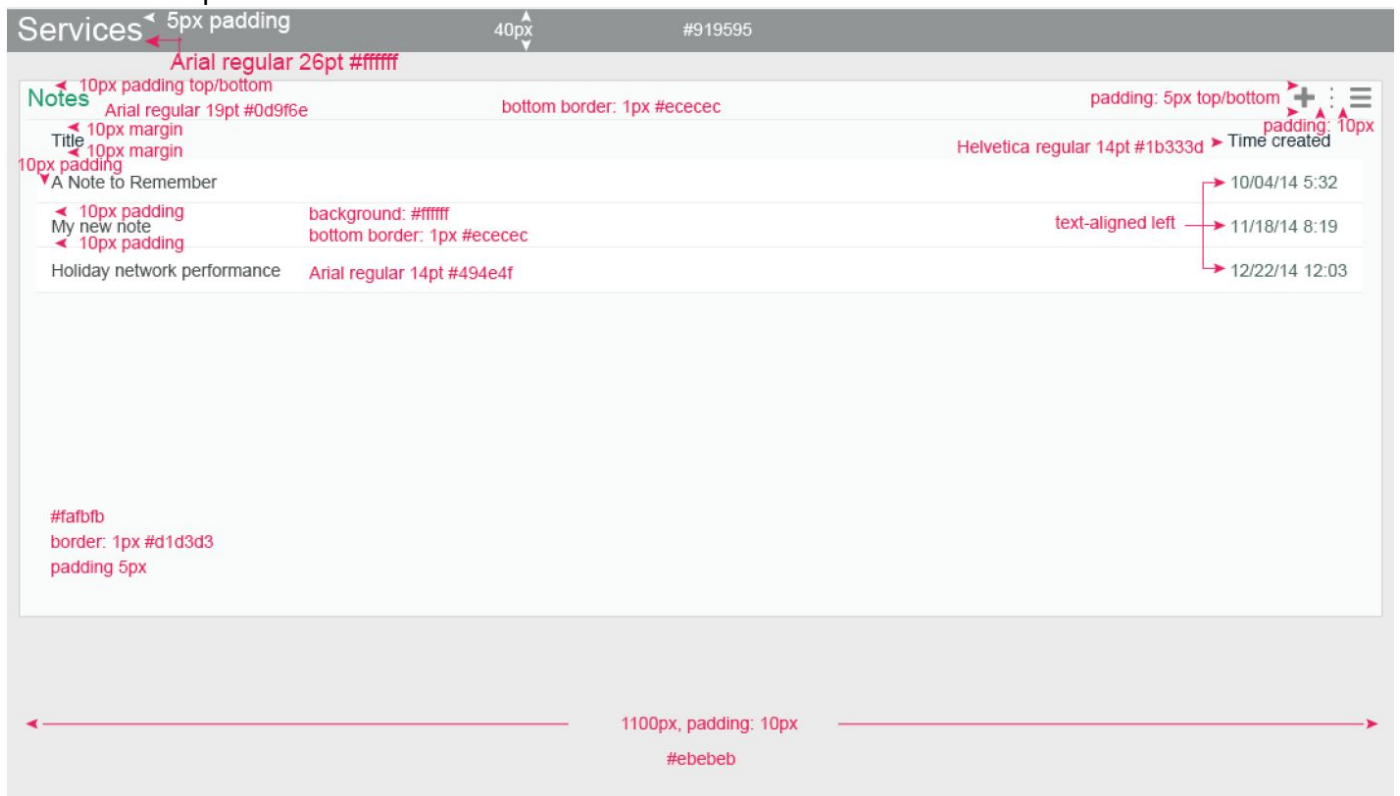 Services 5px padding 40px #919595
Arial regular 26pt #ffffff
10px padding top/bottom
Notes Arial regular 19pt #0d9f6e bottom border: 1px #ececec padding: 5px top/bottom
padding: 10px
10px margin
Title Helvetica regular 14pt #1b333d Time created
10px margin
10px padding
A Note to Remember 10/04/14 5:32
10px padding background: #ffffff
My new note bottom border: 1px #ececec text-aligned left 11/18/14 8:19
10px padding
Holiday network performance Arial regular 14pt #494e4f 12/22/14 12:03
#fafbfb
border: 1px #d1d3d3
padding 5px
1100px, padding: 10px
#ebebeb